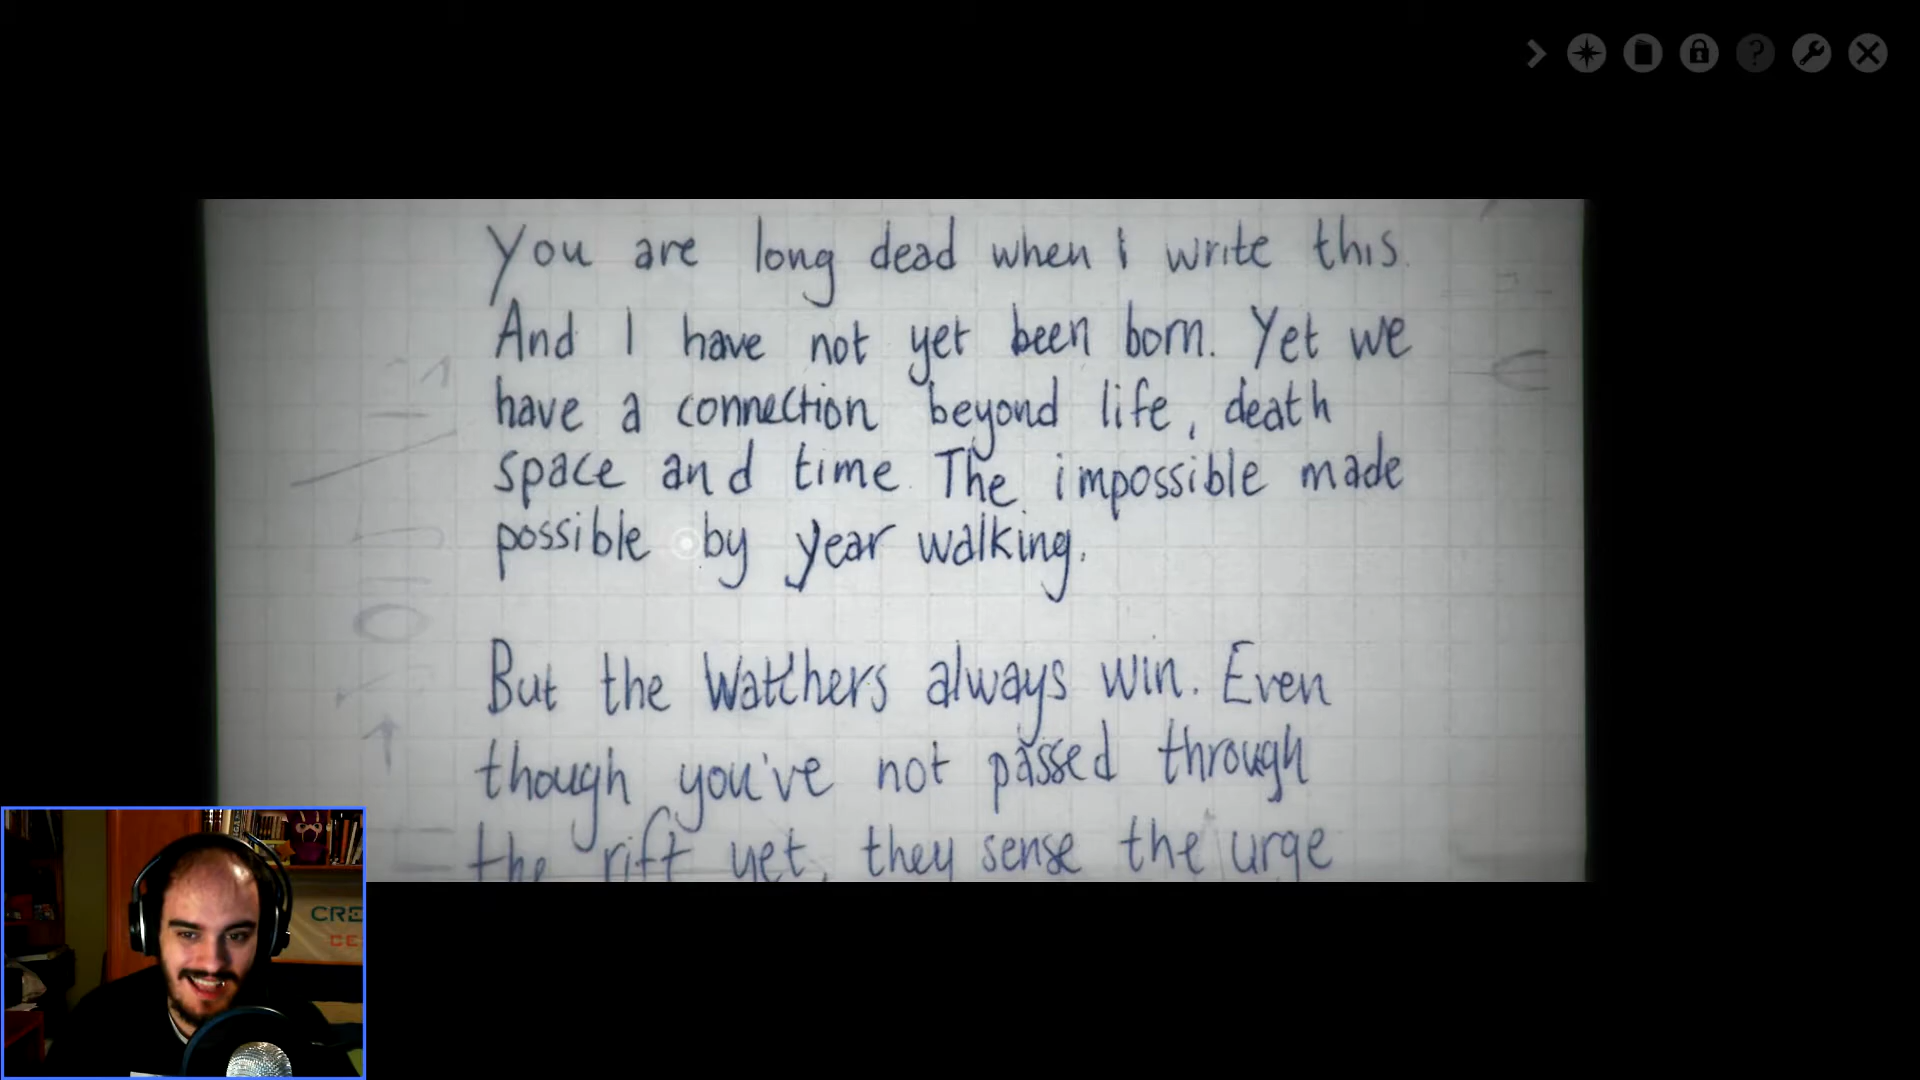 You are long dead when i write this.
And I have not yet been born. Yet we
have a connection beyond life, death
space and time. The impossible made
possible by year walking.
But the Watchers always win. Even
though you've not passed through
the rift yet, they sense the urge
?
CRE
CE